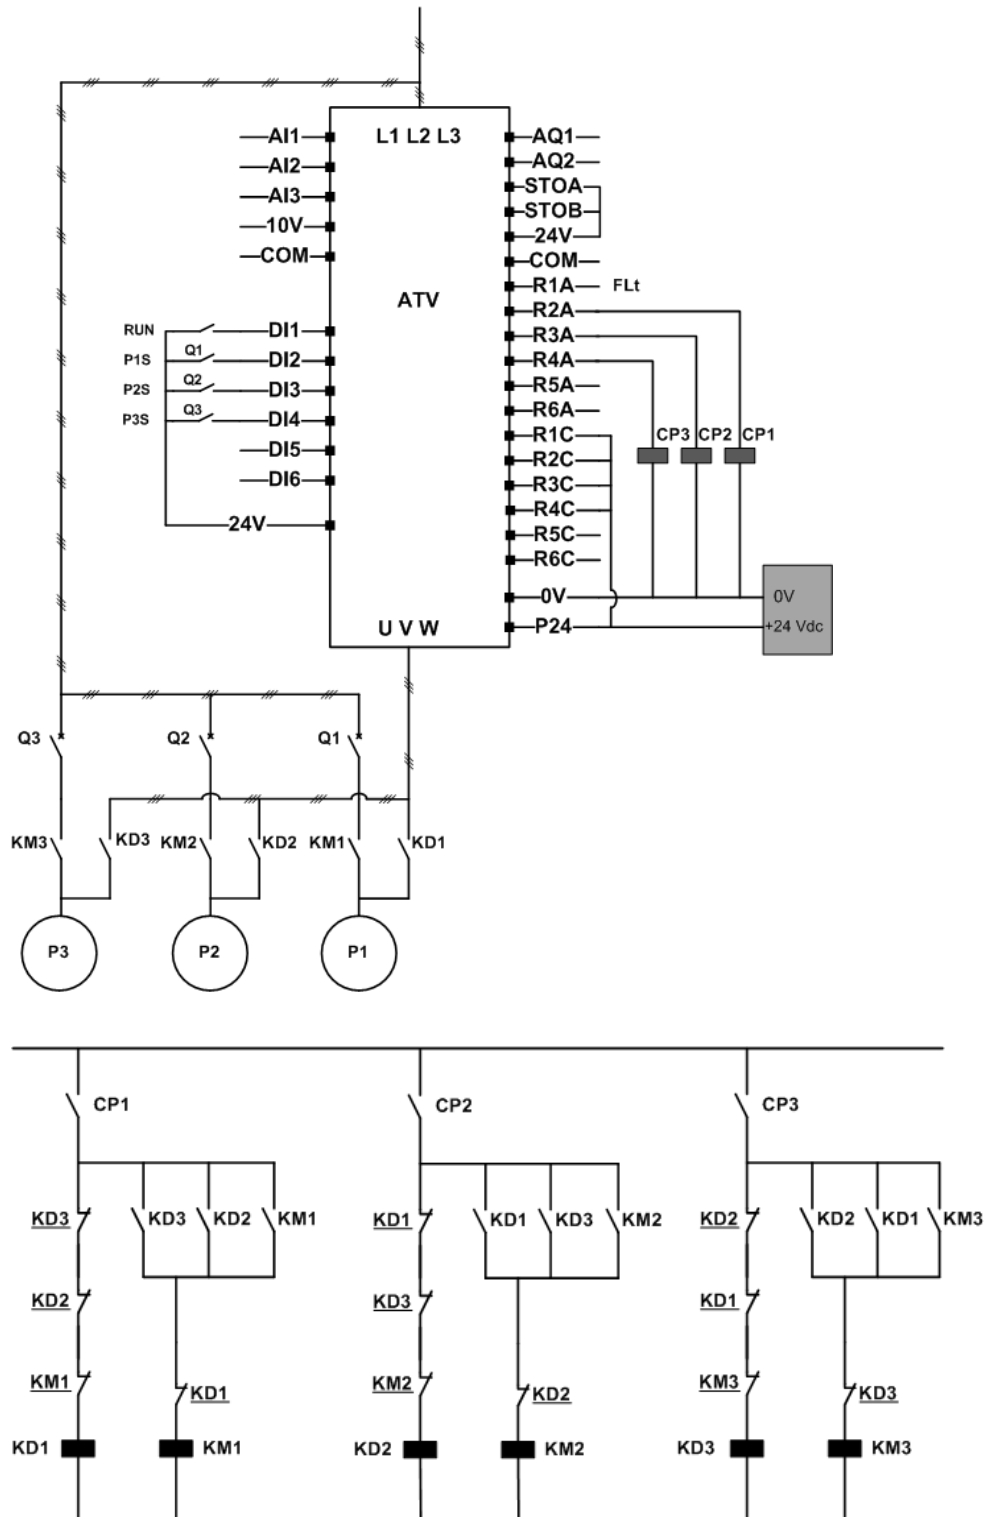 L1 L2 L3
AI1
AI2
AI3
10V
COM
AQ1
AQ2
STOA
STOB
24V
COM
ATV
R1A FLt
R2A
R3A
R4A
R5A
R6A
R1C
R2C
R3C
R4C
R5C
R6C
0V
P24
RUN DI1
P1S Q1 DI2
P2S Q2 DI3
P3S Q3 DI4
DI5
DI6
24V
CP3 CP2 CP1
0V
+24 Vdc
U V W
Q3 Q2 Q1
KM3 KD3 KM2 KD2 KM1 KD1
P3 P2 P1
CP1 CP2 CP3
KD3 KD3 KD2 KM1 KD1 KD1 KD3 KM2 KD2 KD2 KD1 KM3
KD2 KD3 KD1
KM1 KD1 KM2 KD2 KM3 KD3
KD1 KM1 KD2 KM2 KD3 KM3